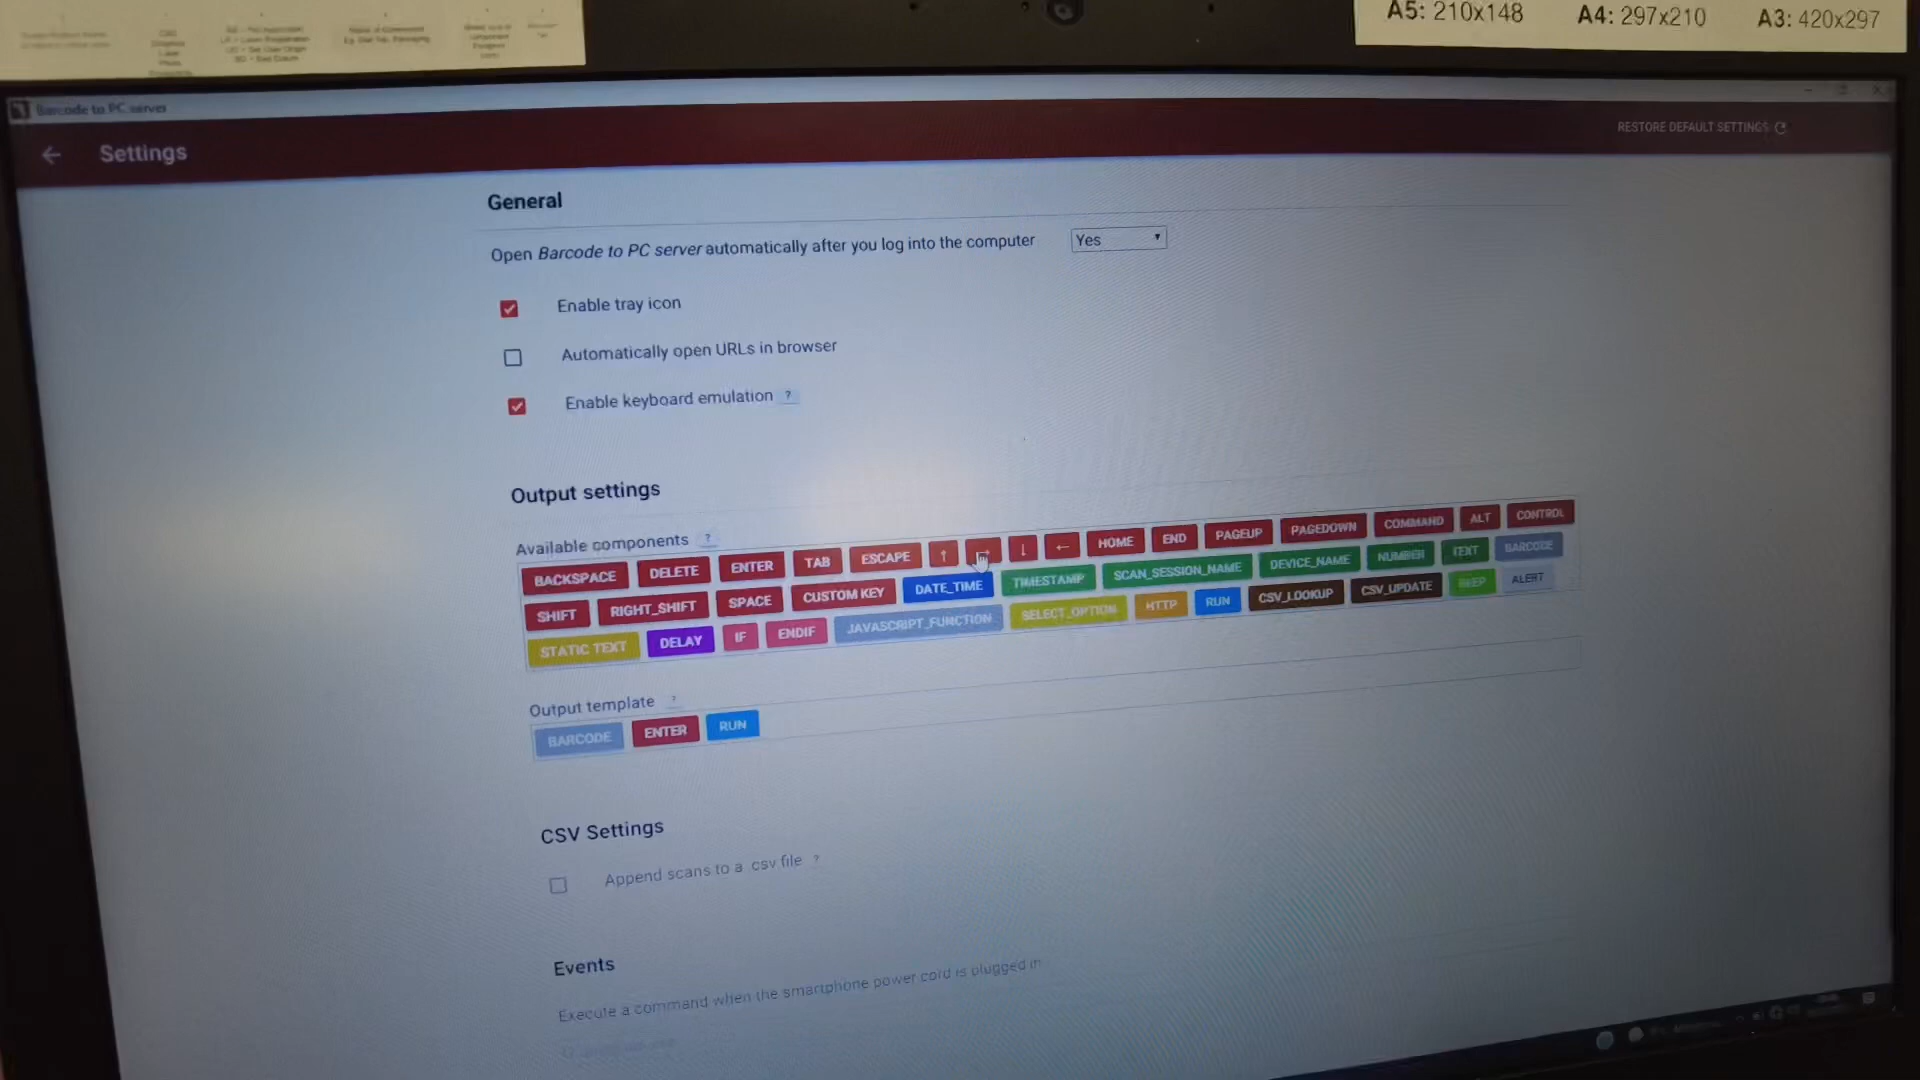 A5: 210x148 A4: 297x210 A3: 420x297
Barcode to PC server
Settings
RESTORE DEFAULT SETTINGS
General
Open Barcode to PC server automatically after you log into the computer Yes
Enable tray icon
Automatically open URLs in browser
Enable keyboard emulation ?
Output settings
Available components ?
BACKSPACE DELETE ENTER TAB ESCAPE ↑ → ↓ ← HOME END PAGEUP PAGEDOWN COMMAND ALT CONTROL
SHIFT RIGHT_SHIFT SPACE CUSTOM KEY DATE_TIME TIMESTAMP SCAN_SESSION_NAME DEVICE_NAME NUMBER TEXT BARCODE
STATIC TEXT DELAY IF ENDIF JAVASCRIPT_FUNCTION SELECT_OPTION HTTP RUN CSV_LOOKUP CSV_UPDATE BEEP ALERT
Output template ?
BARCODE ENTER RUN
CSV Settings
Append scans to a csv file ?
Events
Execute a command when the smartphone power cord is plugged in